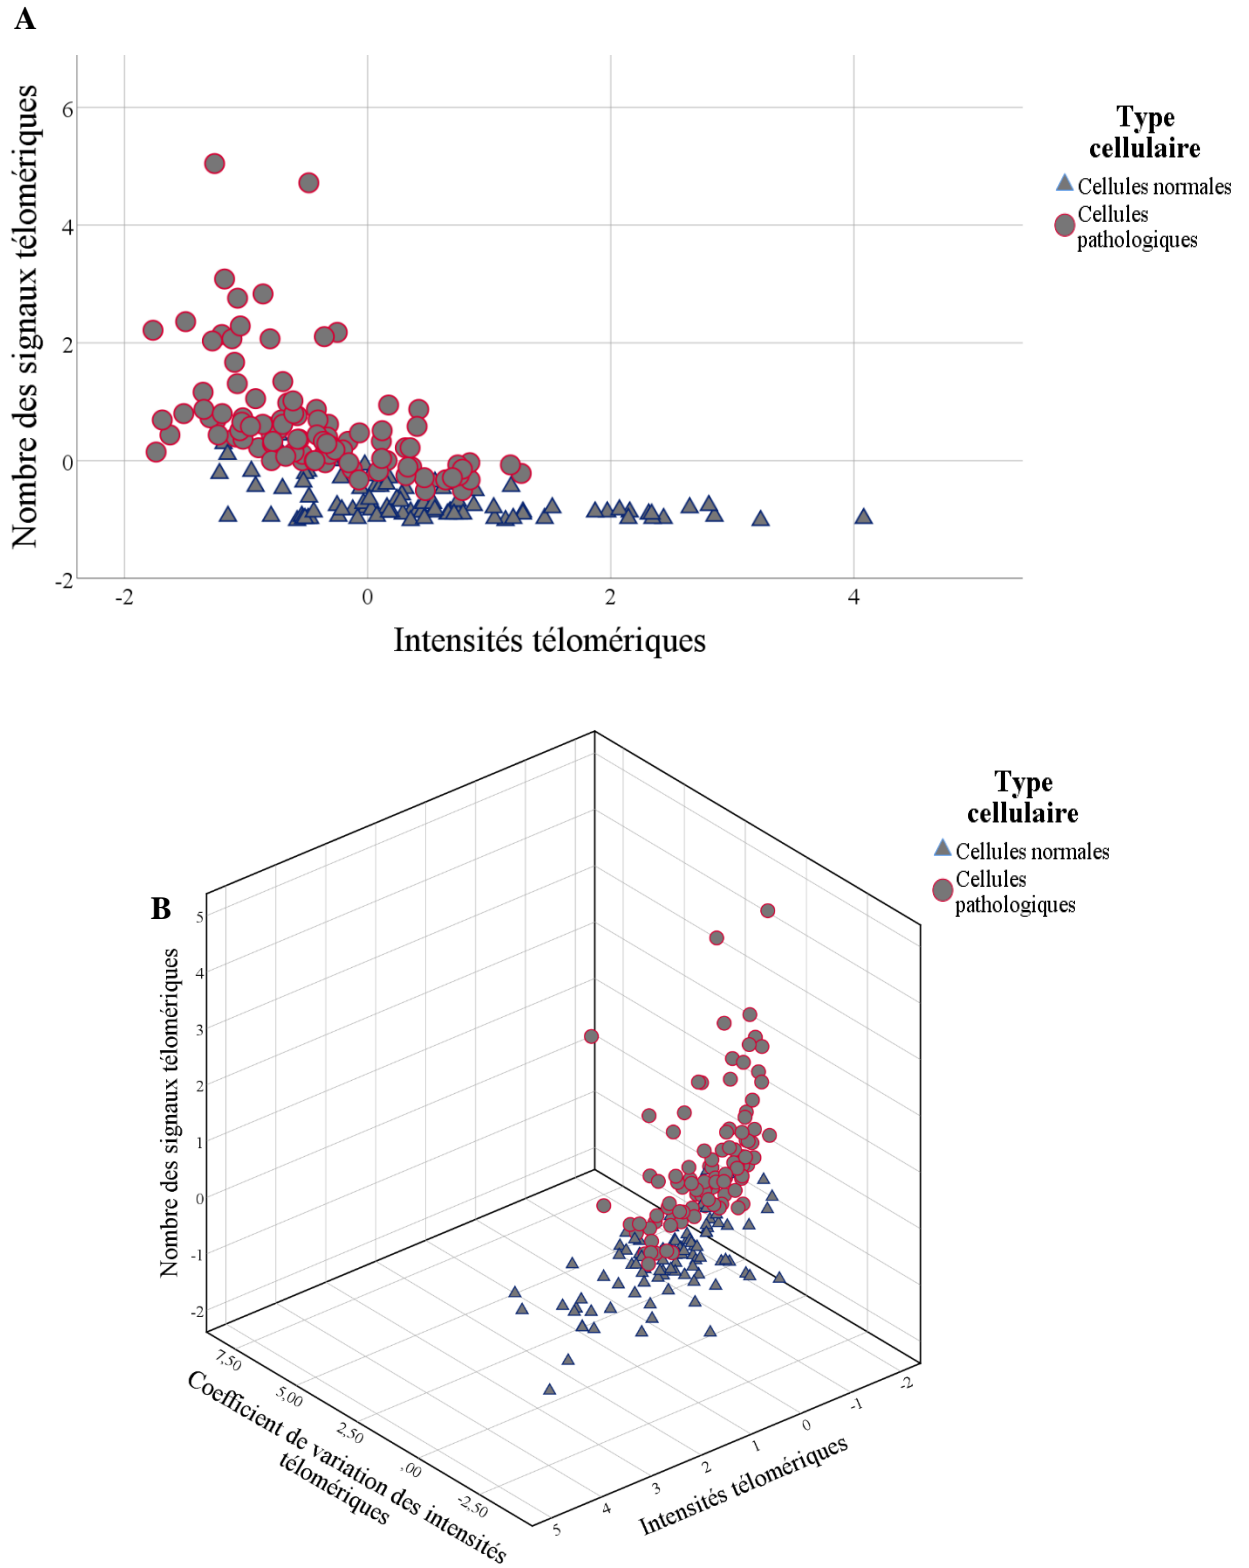 A
Nombre des signaux télomériques
6
4
2
0
-2
-2
0
2
4
Intensités télomériques
Type
cellulaire
Cellules normales
Cellules
pathologiques
B
Nombre des signaux télomériques
5
4
3
2
1
0
-1
-2
7,50
5,00
2,50
,00
-2,50
Coefficient de variation des intensités
télomériques
5
4
3
2
1
0
-1
-2
Intensités télomériques
Type
cellulaire
Cellules normales
Cellules
pathologiques